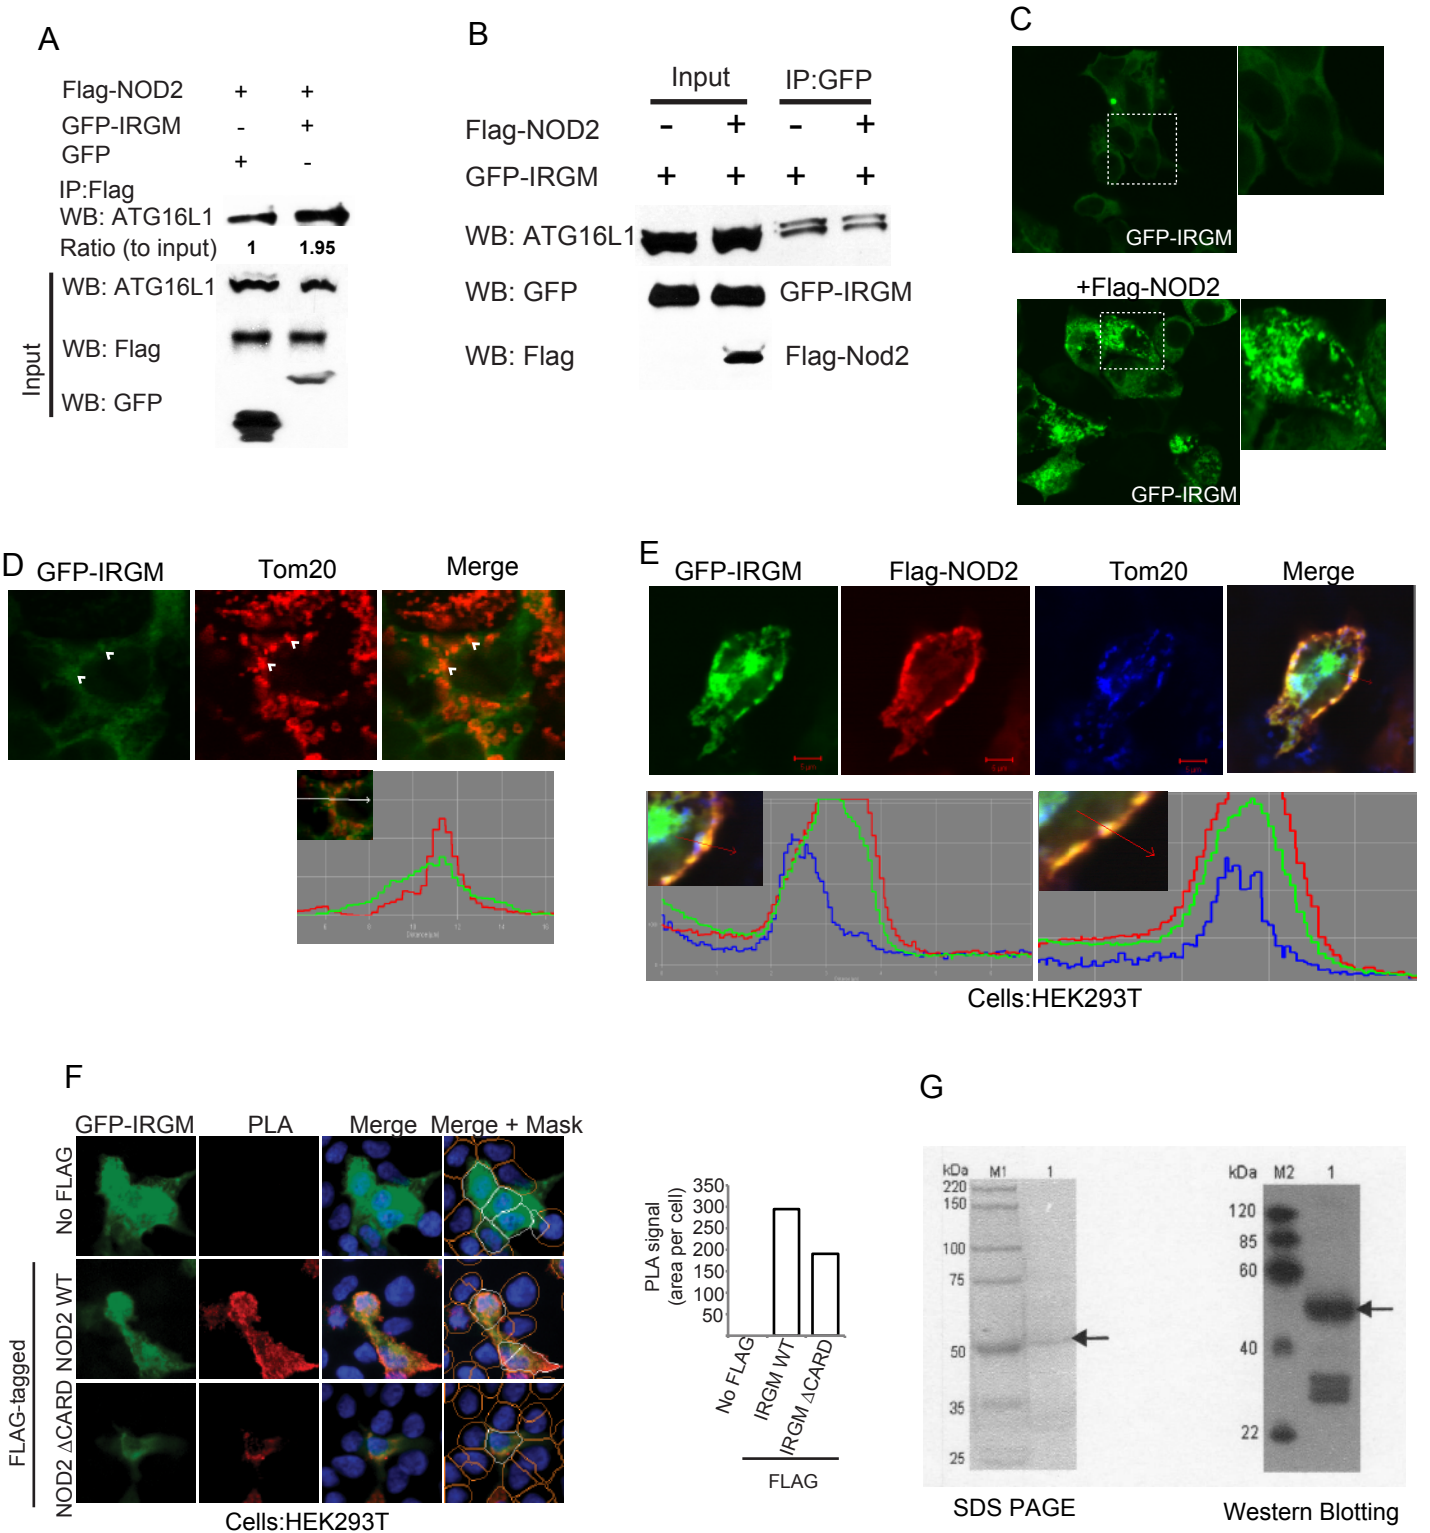 A
Flag-NOD2 + +
GFP-IRGM - +
GFP + -
IP:Flag
WB: ATG16L1
Ratio (to input) 1 1.95
Input
WB: ATG16L1
WB: Flag
WB: GFP
B
Input IP:GFP
Flag-NOD2 - + - +
GFP-IRGM + + + +
WB: ATG16L1
WB: GFP GFP-IRGM
WB: Flag Flag-Nod2
C
GFP-IRGM
+Flag-NOD2
GFP-IRGM
D
GFP-IRGM Tom20 Merge
E
GFP-IRGM Flag-NOD2 Tom20 Merge
5 μm 5 μm 5 μm
Cells:HEK293T
F
GFP-IRGM PLA Merge Merge + Mask
No FLAG
FLAG-tagged
NOD2 WT
NOD2 ΔCARD
Cells:HEK293T
PLA signal
(area per cell)
350
300
250
200
150
100
50
No FLAG
IRGM WT
IRGM ΔCARD
FLAG
G
kDa M1 1
220
150
100
75
50
35
25
SDS PAGE
kDa M2 1
120
85
60
40
22
Western Blotting